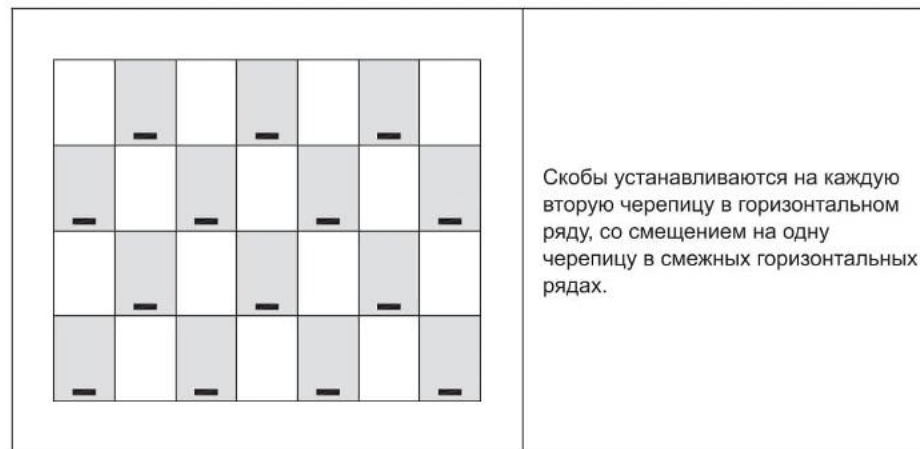 Скобы устанавливаются на каждую
вторую черепицу в горизонтальном
ряду, со смещением на одну
черепицу в смежных горизонтальных
рядах.